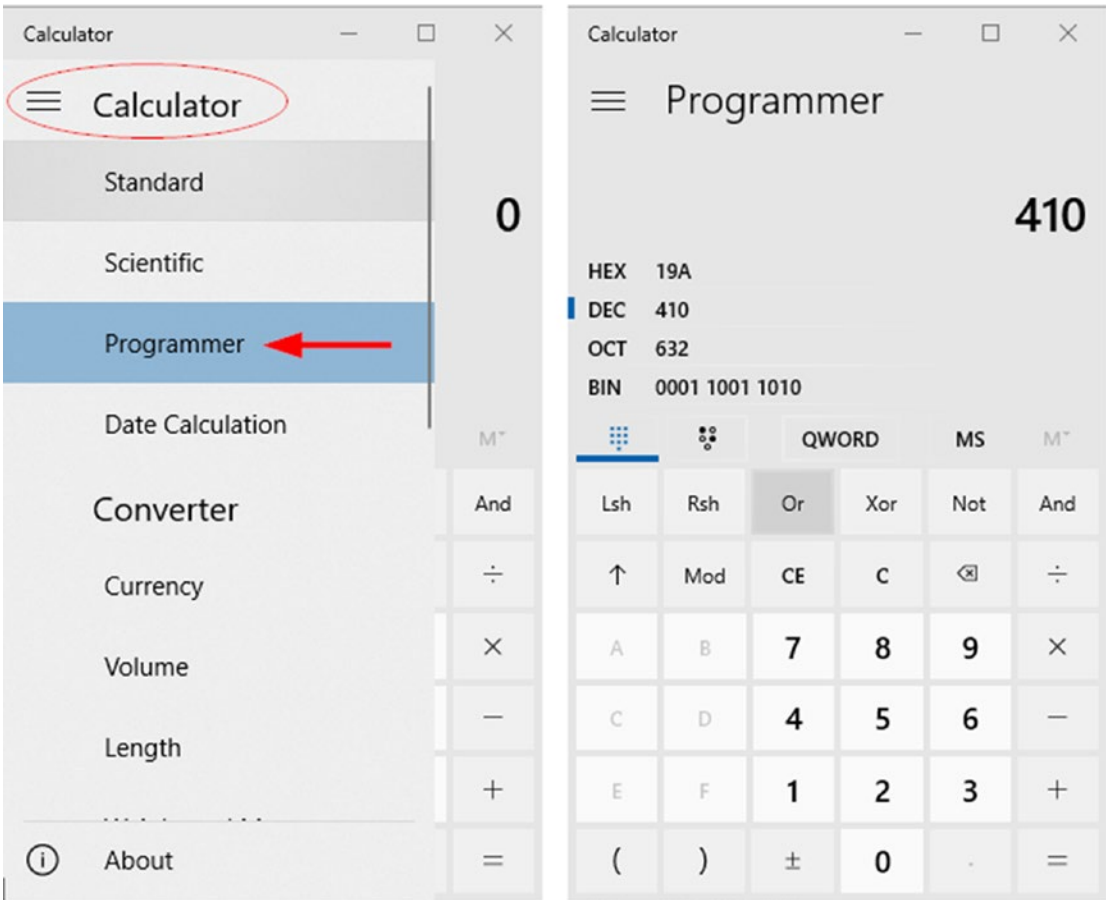 Calculator
Calculator
Standard
0
Scientific
Programmer
Date Calculation
M
Converter
And
Currency
÷
Volume
×
Length
−
+
About
=
Calculator
Programmer
410
HEX 19A
DEC 410
OCT 632
BIN 0001 1001 1010
QWORD MS M
Lsh Rsh Or Xor Not And
↑ Mod CE C ÷
A B 7 8 9 ×
C D 4 5 6 −
E F 1 2 3 +
( ) ± 0 . =